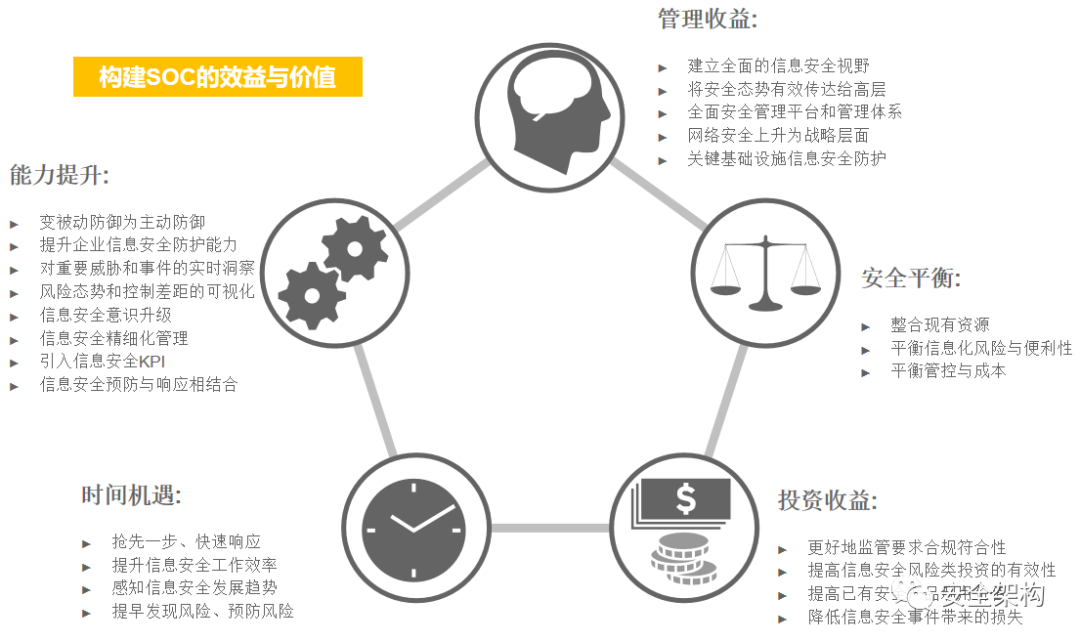 构建SOC的效益与价值
管理收益:
建立全面的信息安全视野
将安全态势有效传达给高层
全面安全管理平台和管理体系
网络安全上升为战略层面
关键基础设施信息安全防护
能力提升:
变被动防御为主动防御
提升企业信息安全防护能力
对重要威胁和事件的实时洞察
风险态势和控制差距的可视化
信息安全意识升级
信息安全精细化管理
引入信息安全KPI
信息安全预防与响应相结合
安全平衡:
整合现有资源
平衡信息化风险与便利性
平衡管控与成本
时间机遇:
抢先一步、快速响应
提升信息安全工作效率
感知信息安全发展趋势
提早发现风险、预防风险
投资收益:
更好地监管要求合规符合性
提高信息安全风险类投资的有效性
提高已有安
降低信息安全事件带来的损失
安全架构
$